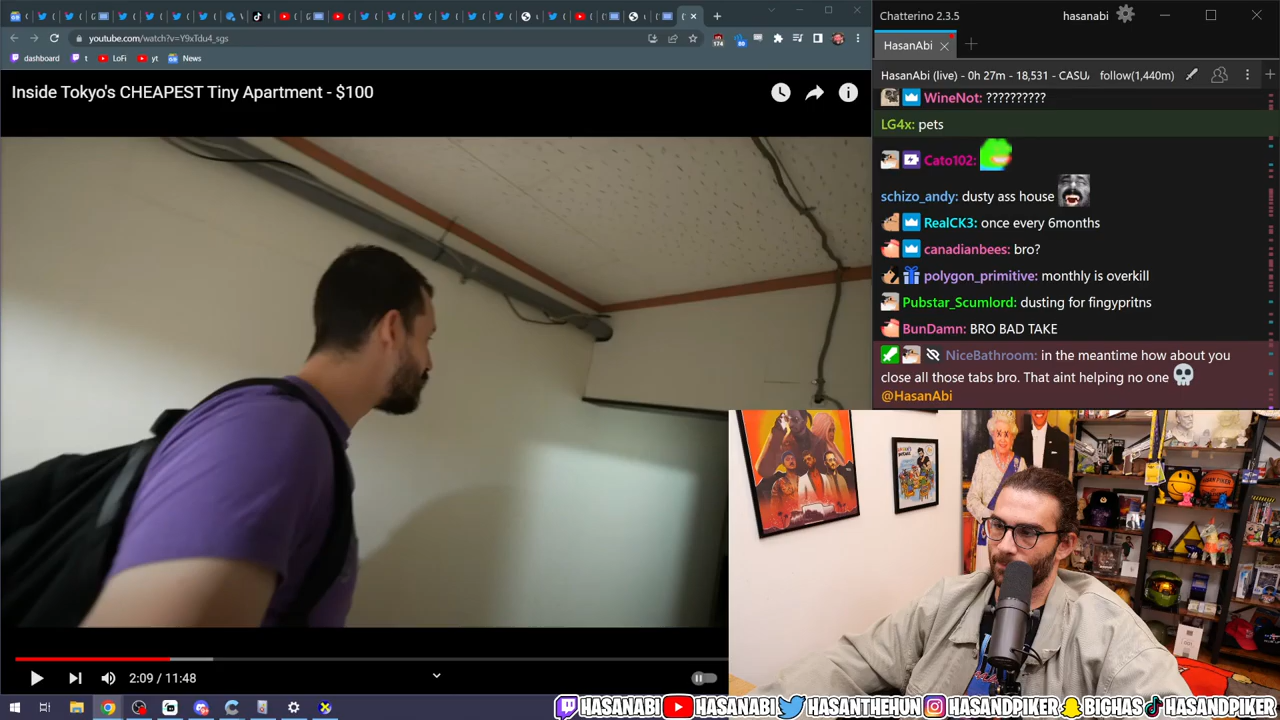 youtube.com/watch?v=Y9xTdu4_sgs
174
80
dashboard
t
LoFi
yt
News
Inside Tokyo's CHEAPEST Tiny Apartment - $100
2:09 / 11:48
Chatterino 2.3.5
hasanabi
HasanAbi
HasanAbi (live) - 0h 27m - 18,531 - CASU
follow(1,440m)
WineNot: ??????????
LG4x: pets
Cato102:
schizo_andy: dusty ass house
RealCK3: once every 6months
canadianbees: bro?
polygon_primitive: monthly is overkill
Pubstar_Scumlord: dusting for fingypritns
BunDamn: BRO BAD TAKE
NiceBathroom: in the meantime how about you
close all those tabs bro. That aint helping no one
@HasanAbi
HASANABI
HASANABI
HASANTHEHUN
HASANDPIKER
BIGHAS
HASANDPIKER